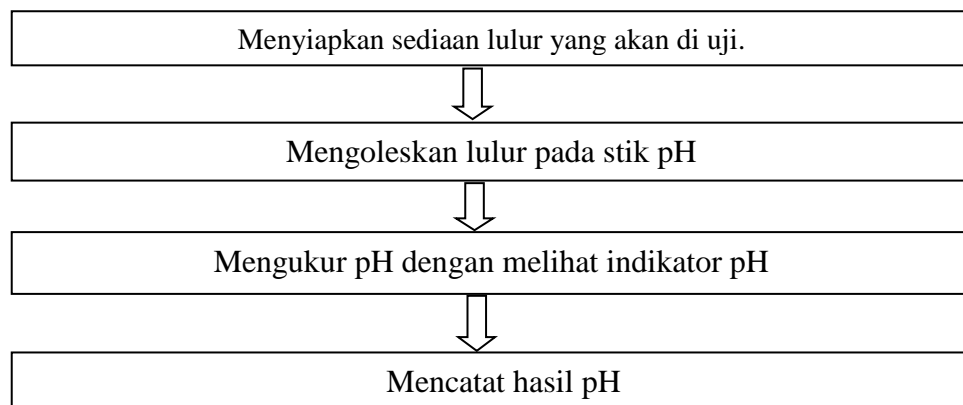 Menyiapkan sediaan lulur yang akan di uji.
Mengoleskan lulur pada stik pH
Mengukur pH dengan melihat indikator pH
Mencatat hasil pH